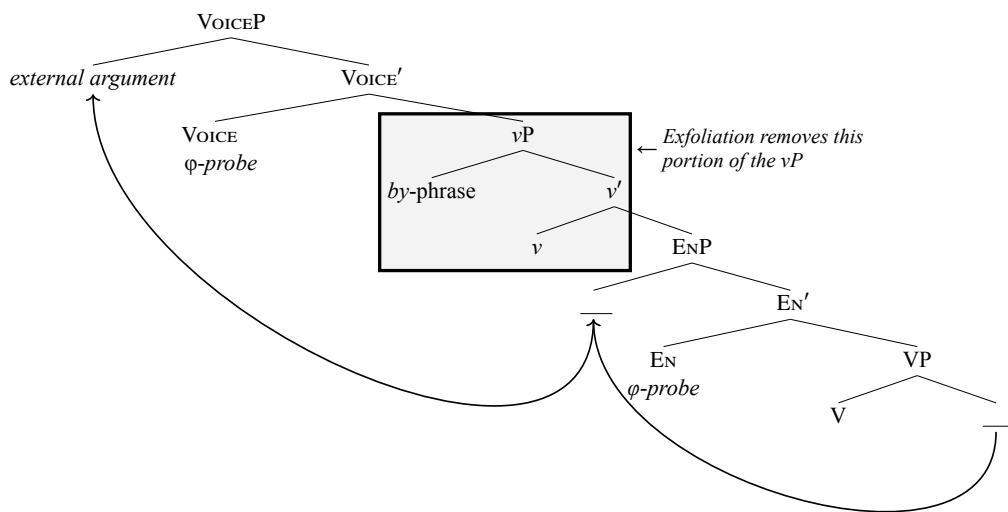 VoiceP
external argument
Voice′
Voice
φ-probe
vP
← Exfoliation removes this
portion of the vP
by-phrase
v′
v
EnP
En′
En
φ-probe
VP
V